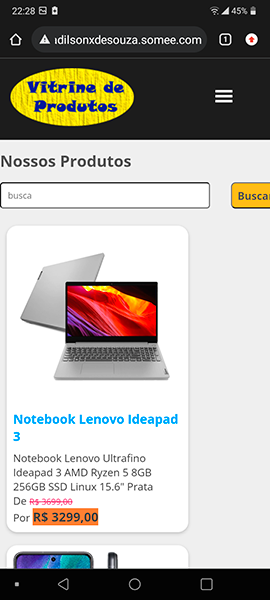 22:28
45%
ıdilsonxdesouza.somee.com
1
Vitrine de
Produtos
Nossos Produtos
busca
Buscar
Notebook Lenovo Ideapad
3
Notebook Lenovo Ultrafino
Ideapad 3 AMD Ryzen 5 8GB
256GB SSD Linux 15.6" Prata
De R$ 3699,00
Por R$ 3299,00